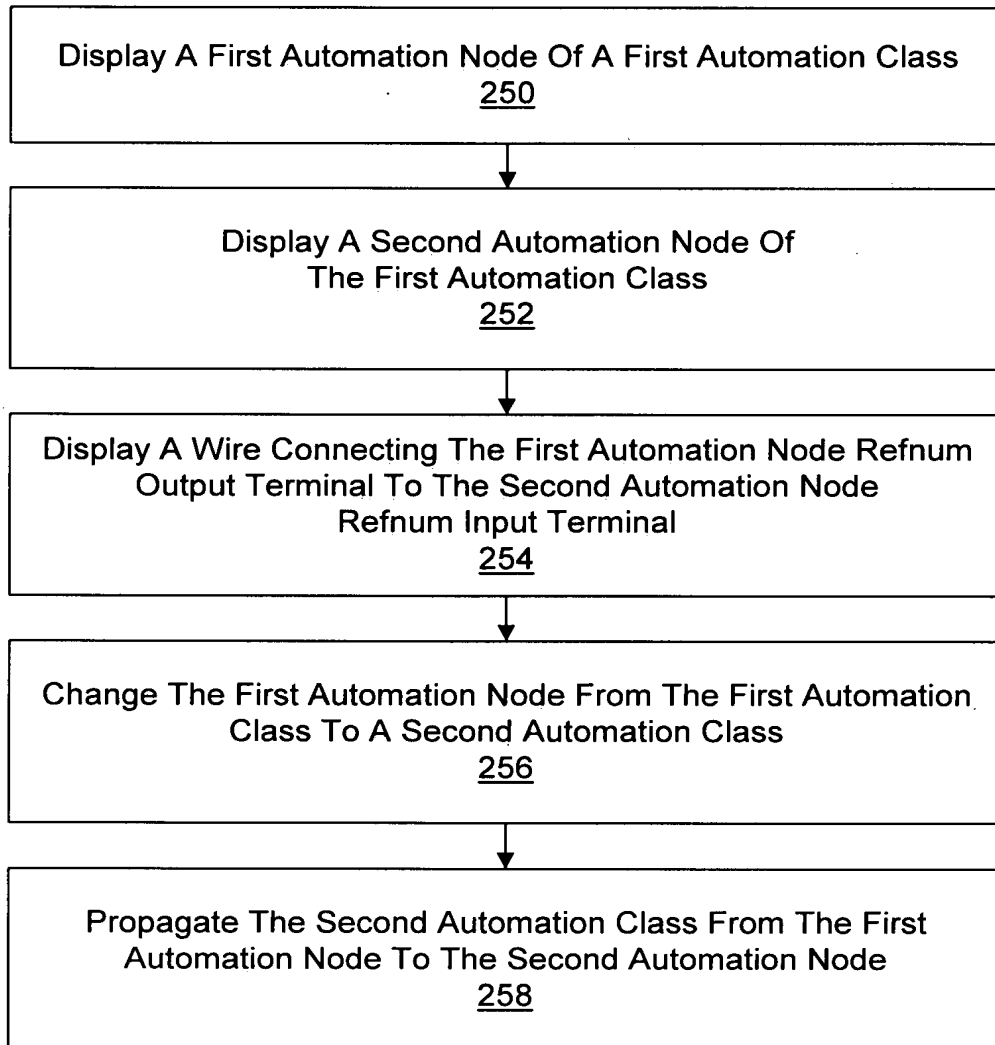 Display A First Automation Node Of A First Automation Class
250
Display A Second Automation Node Of
The First Automation Class
252
Display A Wire Connecting The First Automation Node Refnum
Output Terminal To The Second Automation Node
Refnum Input Terminal
254
Change The First Automation Node From The First Automation
Class To A Second Automation Class
256
Propagate The Second Automation Class From The First
Automation Node To The Second Automation Node
258